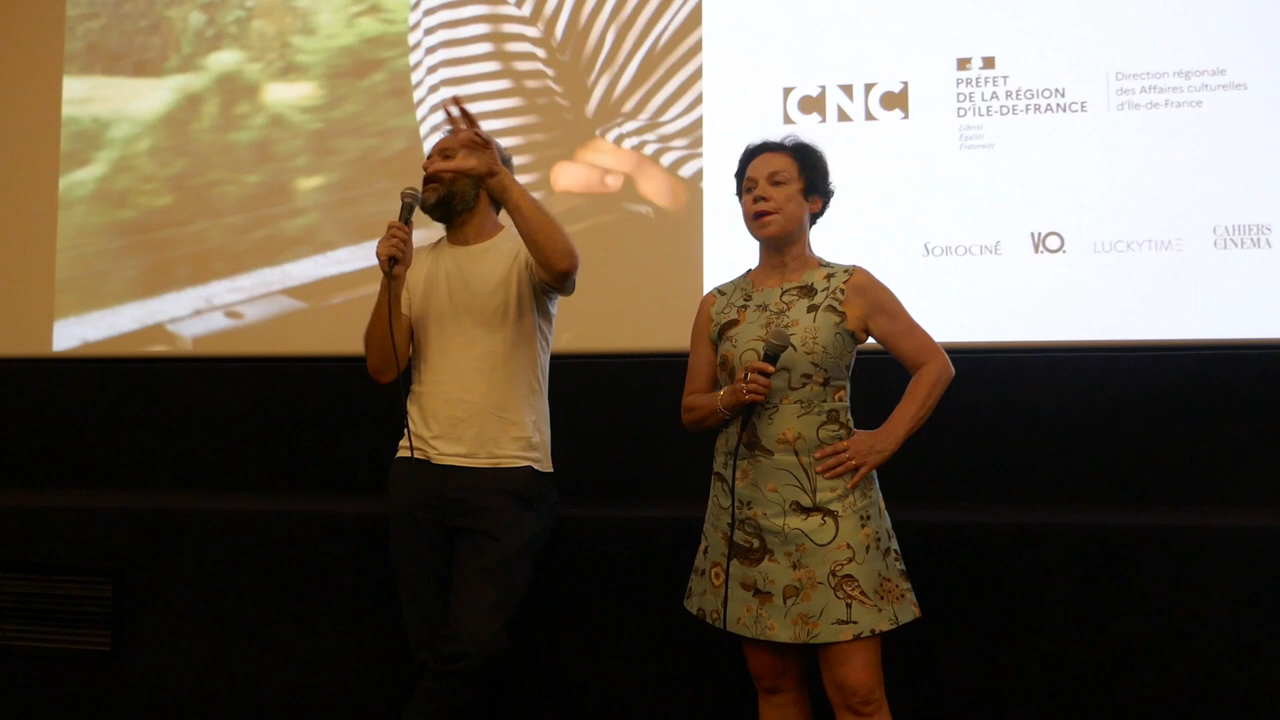 CNC
PRÉFET
DE LA RÉGION
D'ÎLE-DE-FRANCE
Liberté
Égalité
Fraternité
Direction régionale
des Affaires culturelles
d'Île-de-France
SOROCINÉ
V.O.
LUCKYTIME
CAHIERS
CINEMA